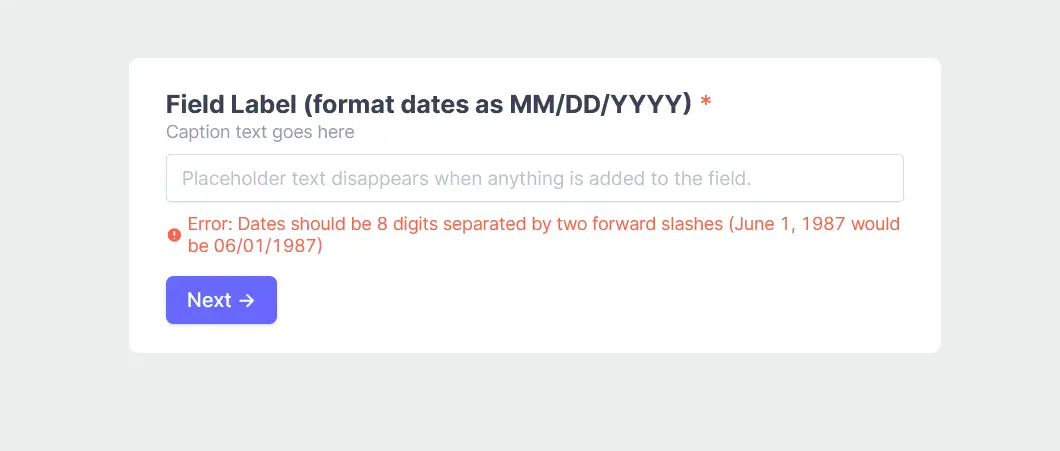 Field Label (format dates as MM/DD/YYYY) *
Caption text goes here
Placeholder text disappears when anything is added to the field.
Error: Dates should be 8 digits separated by two forward slashes (June 1, 1987 would
be 06/01/1987)
Next →